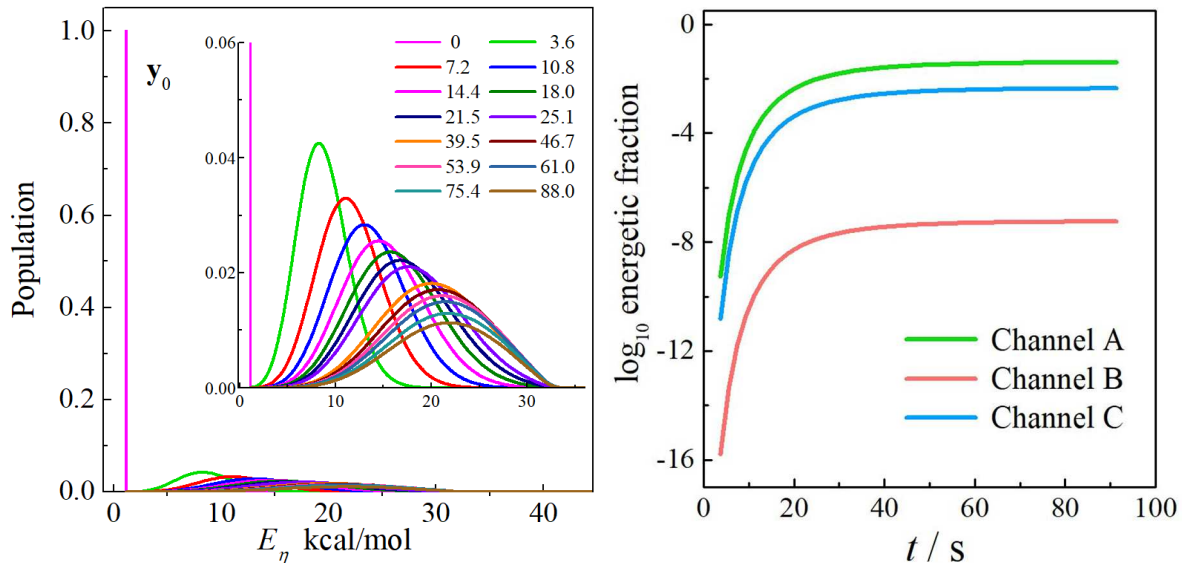 1.0
0.8
0.6
0.4
0.2
0.0
Population
y₀
0 10 20 30 40
E_η kcal/mol
0.06
0.04
0.02
0.00
0 10 20 30
0 3.6
7.2 10.8
14.4 18.0
21.5 25.1
39.5 46.7
53.9 61.0
75.4 88.0
-0
-4
-8
-12
-16
log₁₀ energetic fraction
Channel A
Channel B
Channel C
0 20 40 60 80 100
t / s